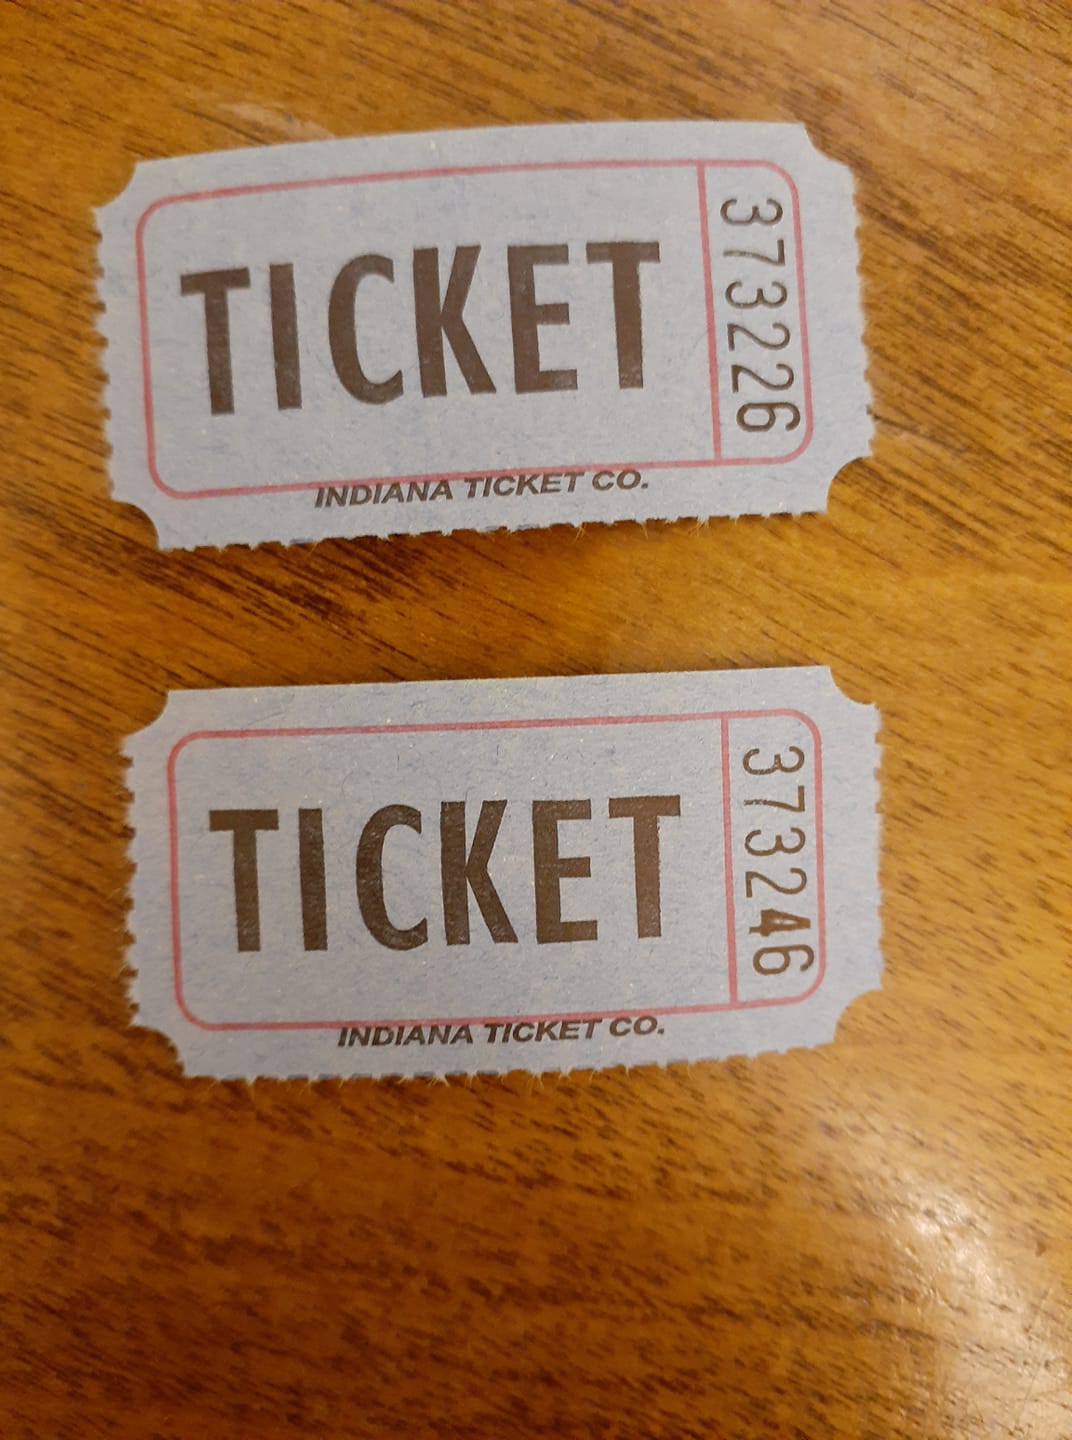 TICKET
373226
INDIANA TICKET CO.
TICKET
373246
INDIANA TICKET CO.